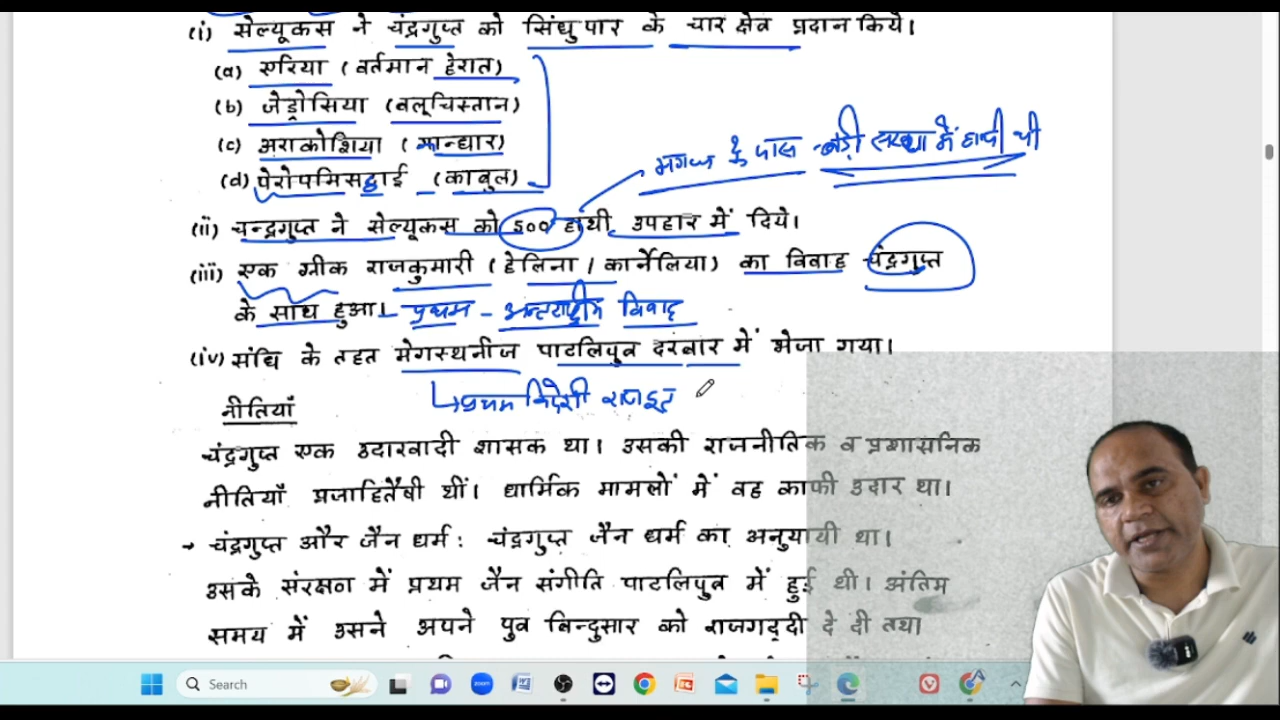 (i) सेल्यूकस ने चंद्रगुप्त को सिंधुपार के चार क्षेत्र प्रदान किये।
(a) एरिया (वर्तमान हेरात)
(b) जेड्रोसिया (बलूचिस्तान)
(c) अराकोशिया (कान्धार)
(d) पेरोपमिसडाई (काबुल)
मगध के पास बड़ी संख्या में हाथी थी
(ii) चन्द्रगुप्त ने सेल्यूकस को 500 हाथी उपहार में दिये।
(iii) एक ग्रीक राजकुमारी (हेलिना / कार्नेलिया) का विवाह चंद्रगुप्त
के साथ हुआ। प्रथम - अन्तर्राष्ट्रीय विवाह
(iv) संधि के तहत मेगस्थनीज पाटलिपुत्र दरबार में भेजा गया।
प्रथम विदेशी राजदूत
नीतियाँ
चंद्रगुप्त एक उदारवादी शासक था। उसकी राजनीतिक व प्रशासनिक
नीतियाँ प्रजाहितैषी थीं। धार्मिक मामलों में वह काफी उदार था।
→ चंद्रगुप्त और जैन धर्म: चंद्रगुप्त जैन धर्म का अनुयायी था।
उसके संरक्षण में प्रथम जैन संगीति पाटलिपुत्र में हुई थी। अंतिम
समय में उसने अपने पुत्र बिन्दुसार को राजगद्दी दे दी तथा
Search
zoom